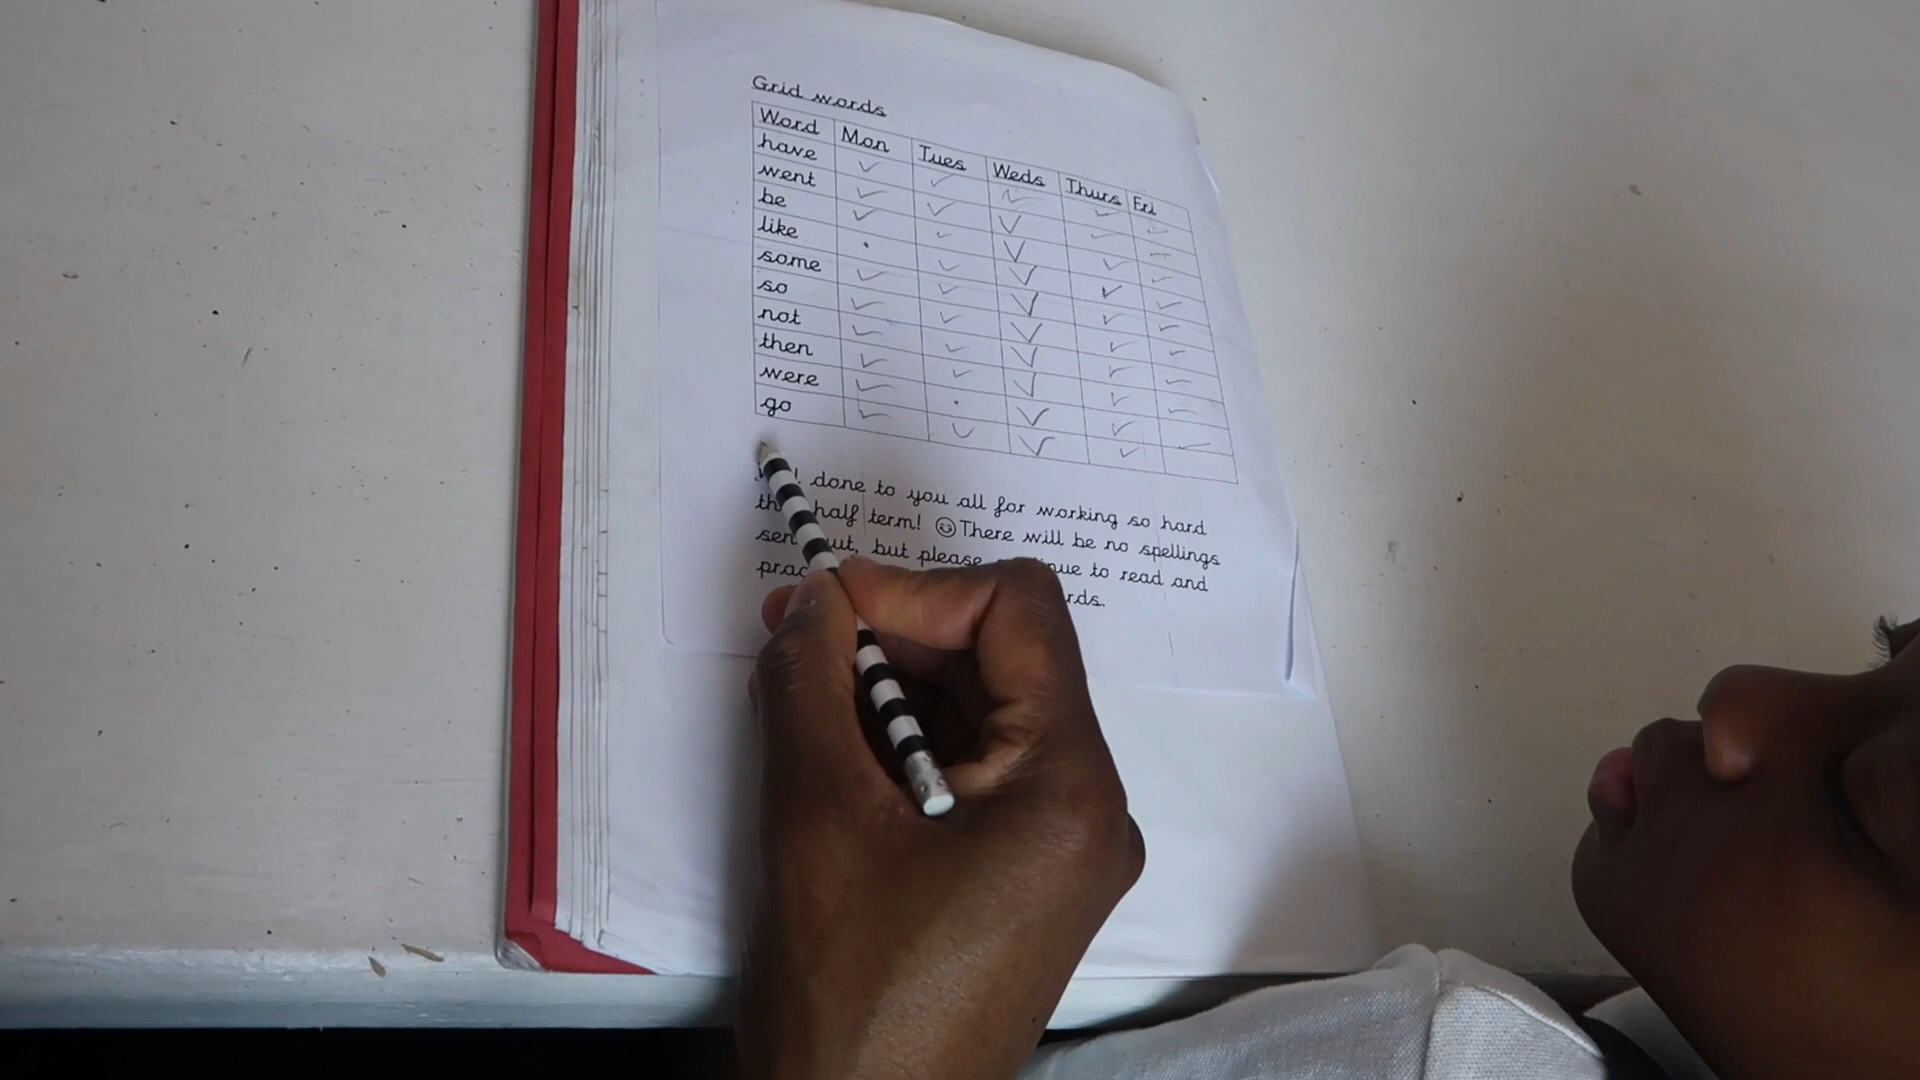 Grid words
Word Mon Tues Weds Thurs Fri
have ✓ ✓ ✓ ✓ ✓
went ✓ ✓ ✓ ✓ ✓
be ✓ ✓ ✓ ✓ ✓
like • ✓ ✓ ✓ ✓
some ✓ ✓ ✓ ✓ ✓
so ✓ ✓ ✓ ✓ ✓
not ✓ ✓ ✓ ✓ ✓
then ✓ ✓ ✓ ✓ ✓
were ✓ • ✓ ✓ ✓
go ✓ ✓ ✓ ✓
done to you all for working so hard
half term! 😊 There will be no spellings
but please to read and